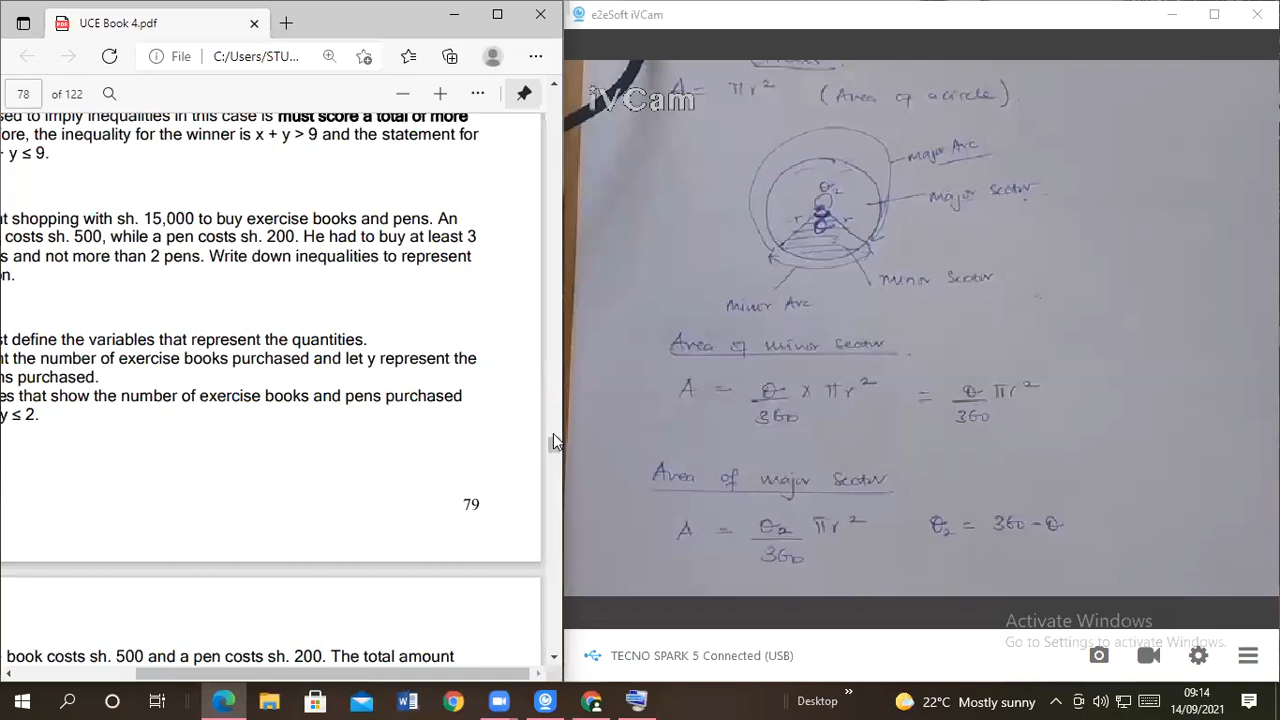 UCE Book 4.pdf
File
C:/Users/STU...
78 of 122
sed to imply inequalities in this case is must score a total of more
ore, the inequality for the winner is x + y > 9 and the statement for
+ y ≤ 9.
nt shopping with sh. 15,000 to buy exercise books and pens. An
costs sh. 500, while a pen costs sh. 200. He had to buy at least 3
s and not more than 2 pens. Write down inequalities to represent
on.
st define the variables that represent the quantities.
nt the number of exercise books purchased and let y represent the
ns purchased.
es that show the number of exercise books and pens purchased
y ≤ 2.
79
book costs sh. 500 and a pen costs sh. 200. The total amount
e2eSoft iVCam
iVCam
A = πr² (Area of a circle).
Major Arc
Major Sector
θ₂
r r
θ
Minor Sector
Minor Arc
Area of minor Sector
A = θ/360 × πr² = θ/360 πr²
Area of major Sector
A = θ₂/360 πr² θ₂ = 360 - θ
Activate Windows
Go to Settings to activate Windows.
TECNO SPARK 5 Connected (USB)
Desktop
22°C Mostly sunny
09:14
14/09/2021